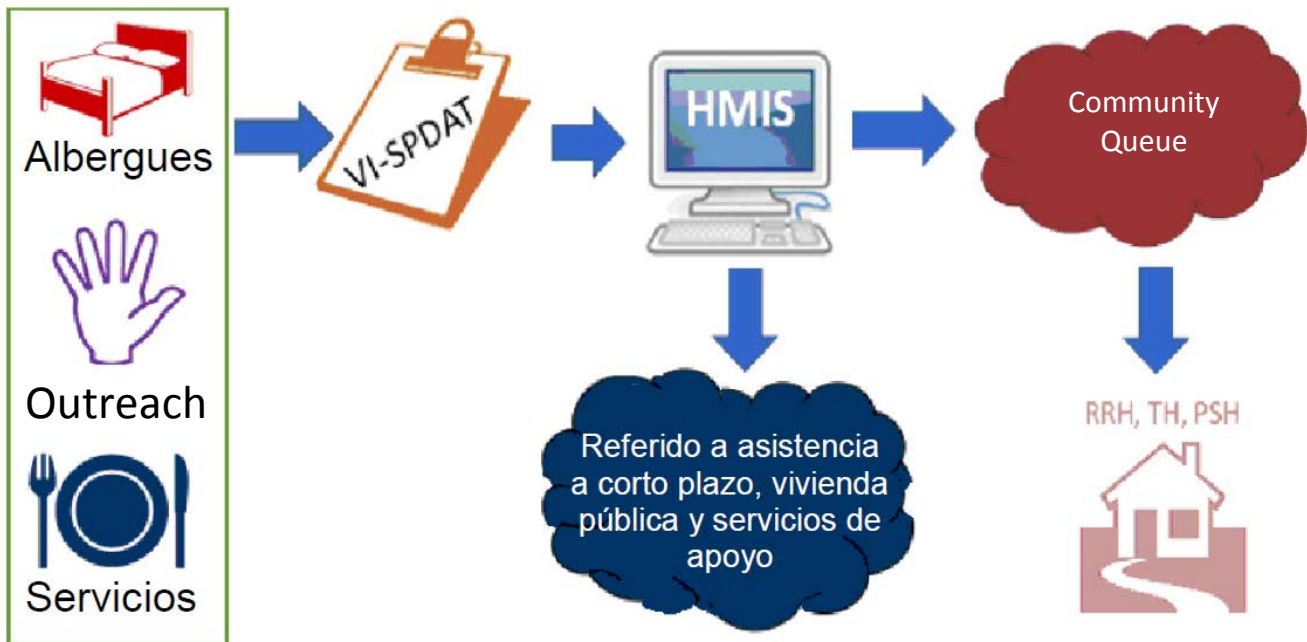 Albergues
Outreach
Servicios
VI-SPDAT
HMIS
Community
Queue
Referido a asistencia
a corto plazo, vivienda
pública y servicios de
apoyo
RRH, TH, PSH